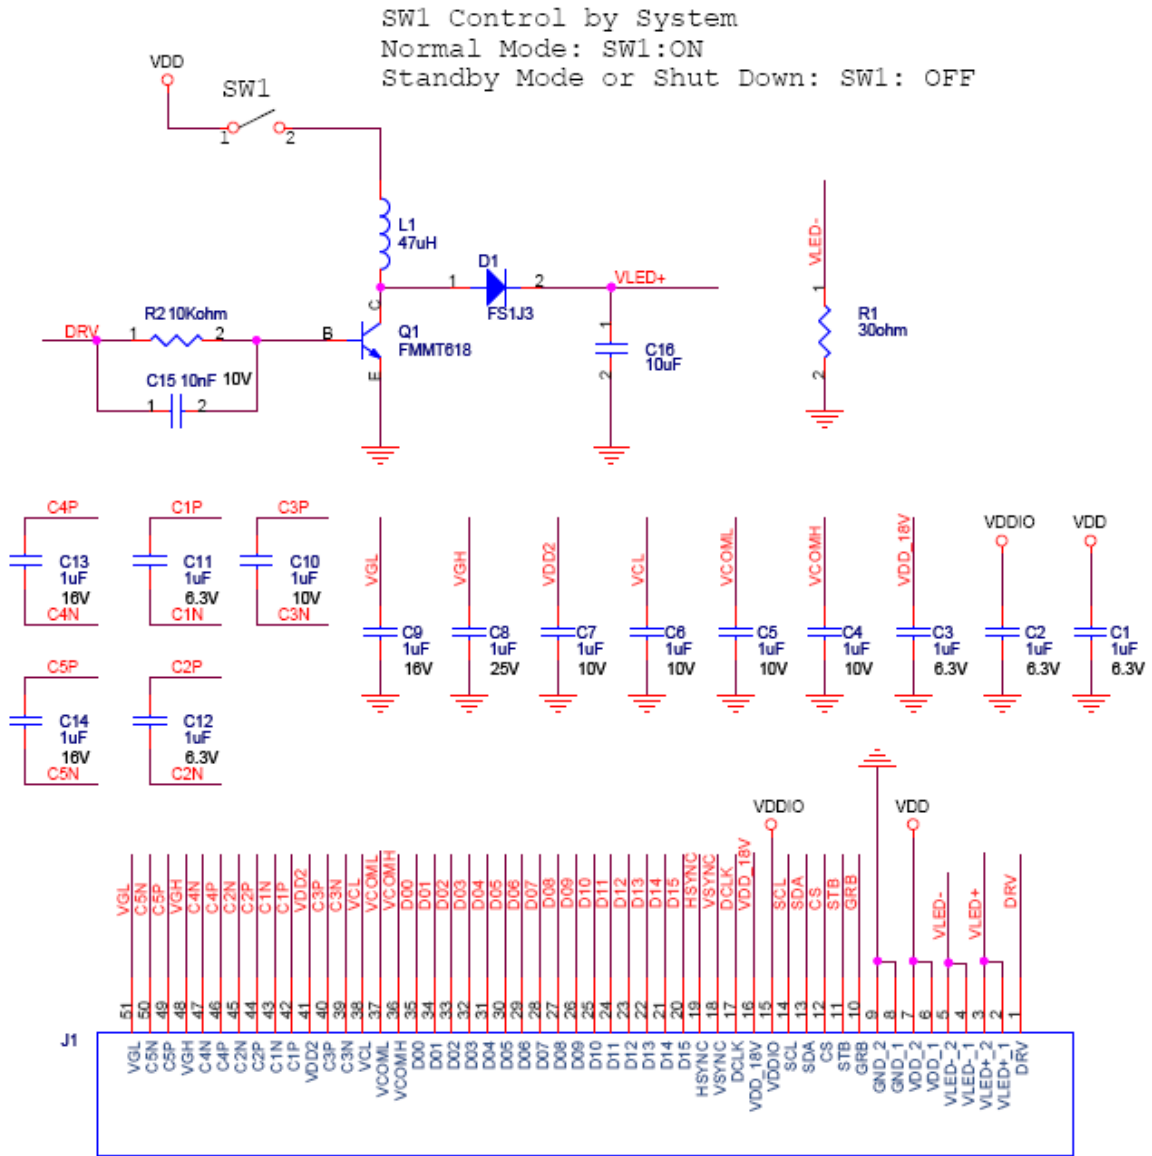 SW1 Control by System
Normal Mode: SW1:ON
Standby Mode or Shut Down: SW1: OFF
VDD
SW1
1 2
L1
47uH
D1
1 2
VLED+
FS1J3
C
R2 10Kohm
DRV 1 2
B
Q1
FMMT618
E
C15 10nF 10V
1 2
1
C16
10uF
2
VLED-
1
R1
30ohm
2
C4P
C13
1uF
16V
C4N
C1P
C11
1uF
6.3V
C1N
C3P
C10
1uF
10V
C3N
C5P
C14
1uF
16V
C5N
C2P
C12
1uF
6.3V
C2N
VGL
C9
1uF
16V
VGH
C8
1uF
25V
VDD2
C7
1uF
10V
VCL
C6
1uF
10V
VCOML
C5
1uF
10V
VCOMH
C4
1uF
10V
VDD_18V
C3
1uF
6.3V
VDDIO
C2
1uF
6.3V
VDD
C1
1uF
6.3V
VDDIO VDD
VGL C5N C5P VGH C4N C4P C2N C2P C1N C1P VDD2 C3P C3N VCL VCOML VCOMH D00 D01 D02 D03 D04 D05 D06 D07 D08 D09 D10 D11 D12 D13 D14 D15 HSYNC VSYNC DCLK VDD_18V SCL SDA CS STB GRB VLED- VLED+ DRV
51 50 49 48 47 46 45 44 43 42 41 40 39 38 37 36 35 34 33 32 31 30 29 28 27 26 25 24 23 22 21 20 19 18 17 16 15 14 13 12 11 10 9 8 7 6 5 4 3 2 1
J1
VGL C5N C5P VGH C4N C4P C2N C2P C1N C1P VDD2 C3P C3N VCL VCOML VCOMH D00 D01 D02 D03 D04 D05 D06 D07 D08 D09 D10 D11 D12 D13 D14 D15 HSYNC VSYNC DCLK VDD_18V VDDIO SCL SDA CS STB GRB GND_2 GND_1 VDD_2 VDD_1 VLED-_2 VLED-_1 VLED+_2 VLED+_1 DRV